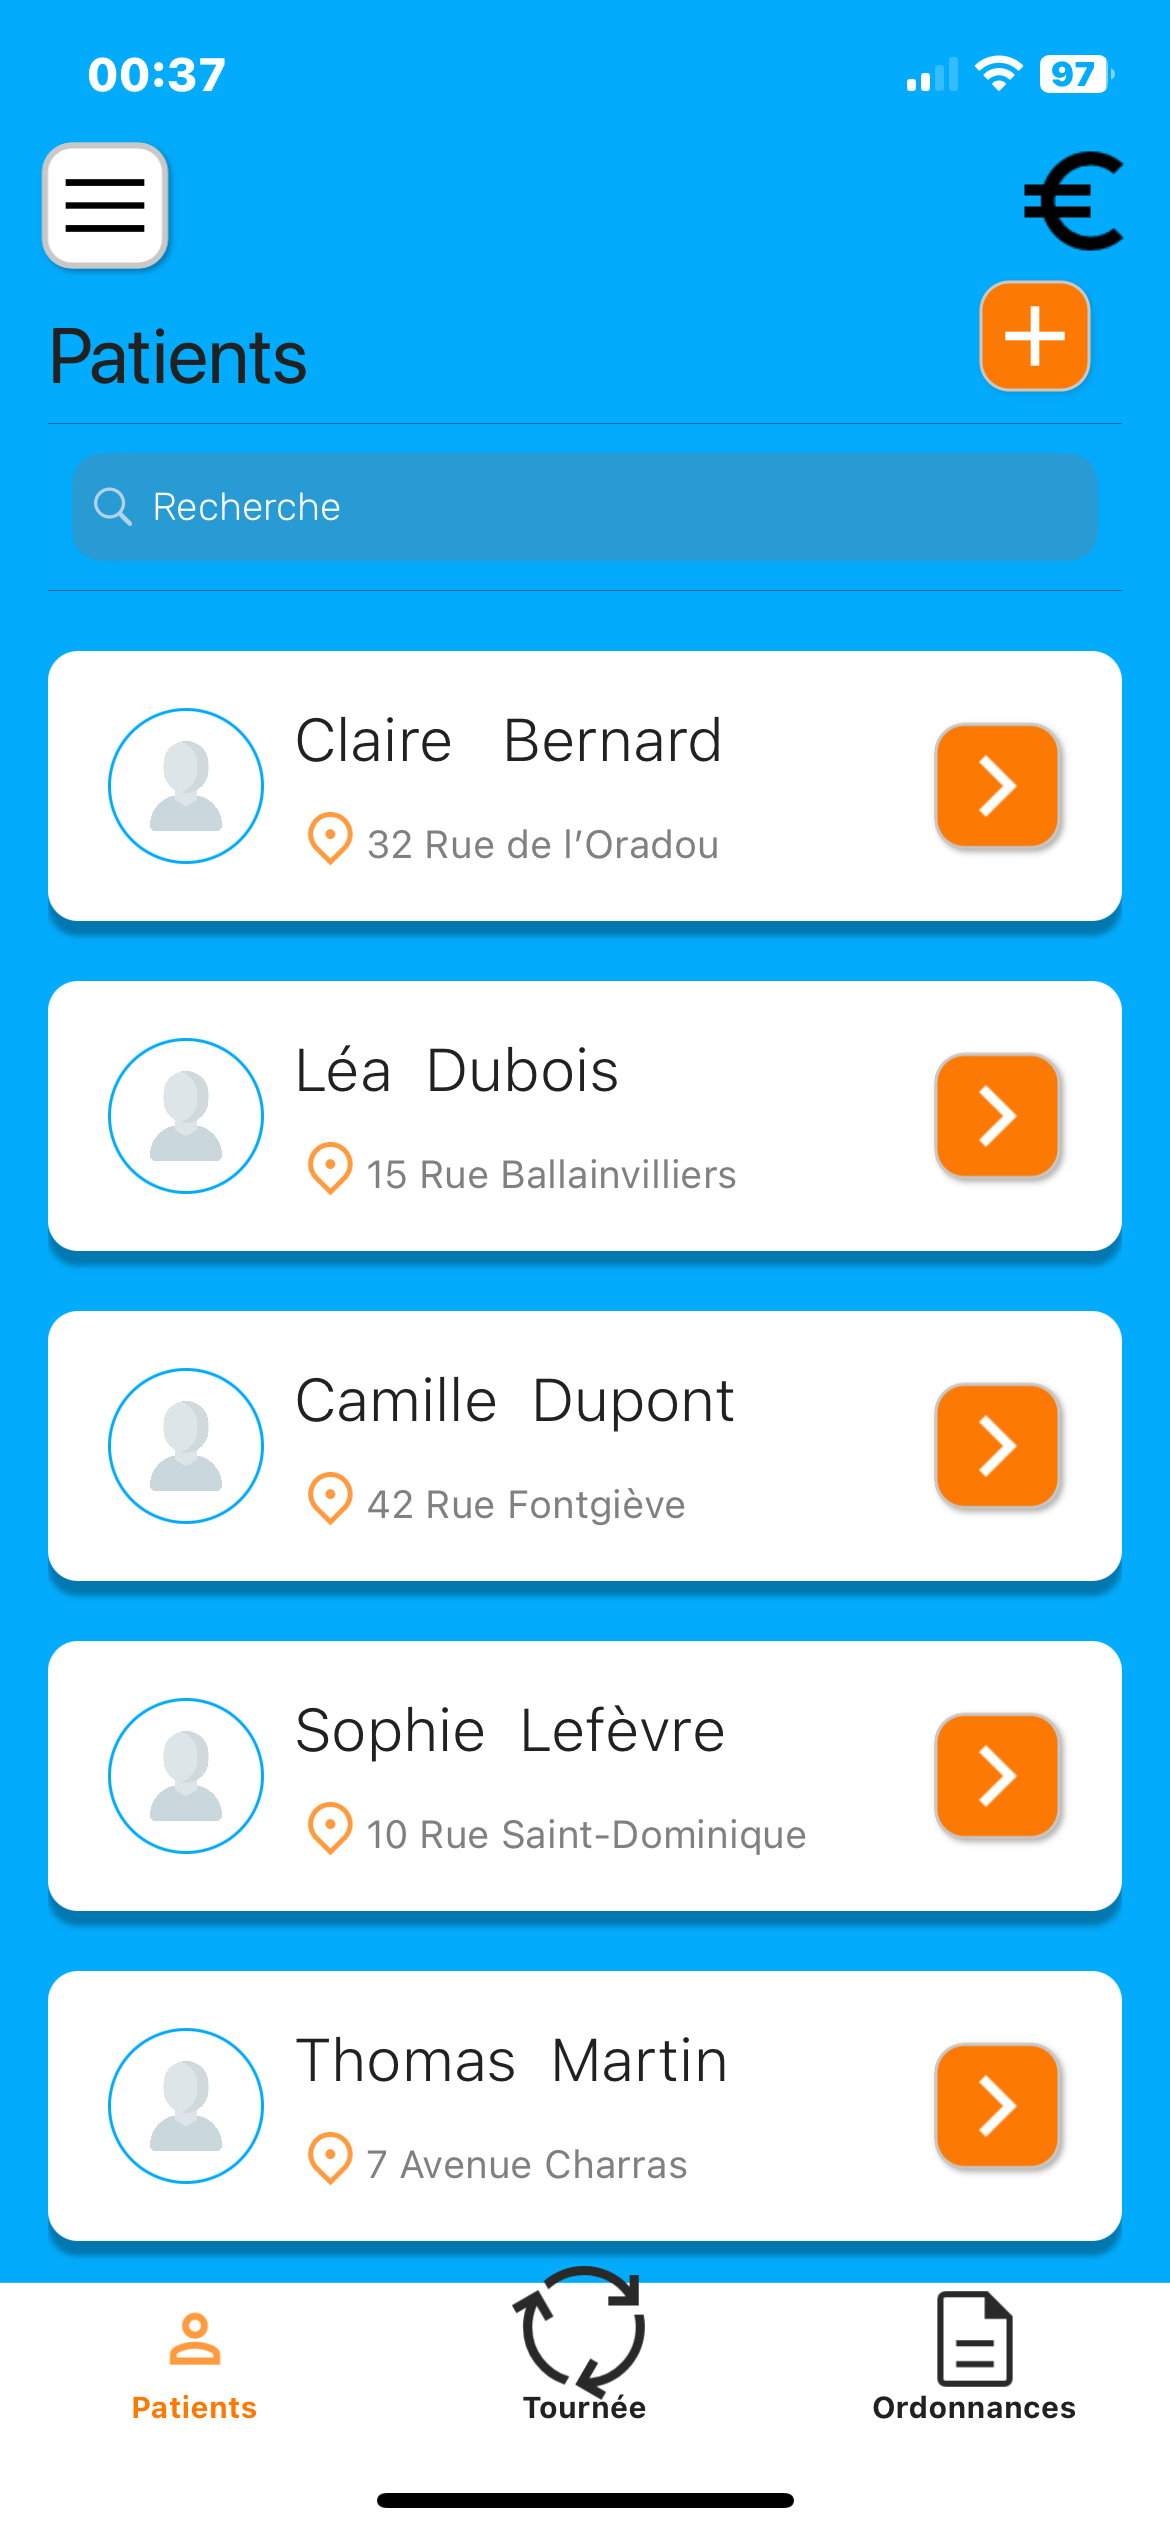 00:37
97
€
Patients
Recherche
Claire Bernard
32 Rue de l’Oradou
Léa Dubois
15 Rue Ballainvilliers
Camille Dupont
42 Rue Fontgiève
Sophie Lefèvre
10 Rue Saint-Dominique
Thomas Martin
7 Avenue Charras
Patients Tournée Ordonnances